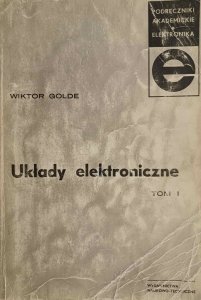 PODRĘCZNIKI
AKADEMICKIE
ELEKTRONIKA
e
WIKTOR GOLDE
Układy elektroniczne
TOM I
WYDAWNICTWA
NAUKOWO-TECHNICZNE